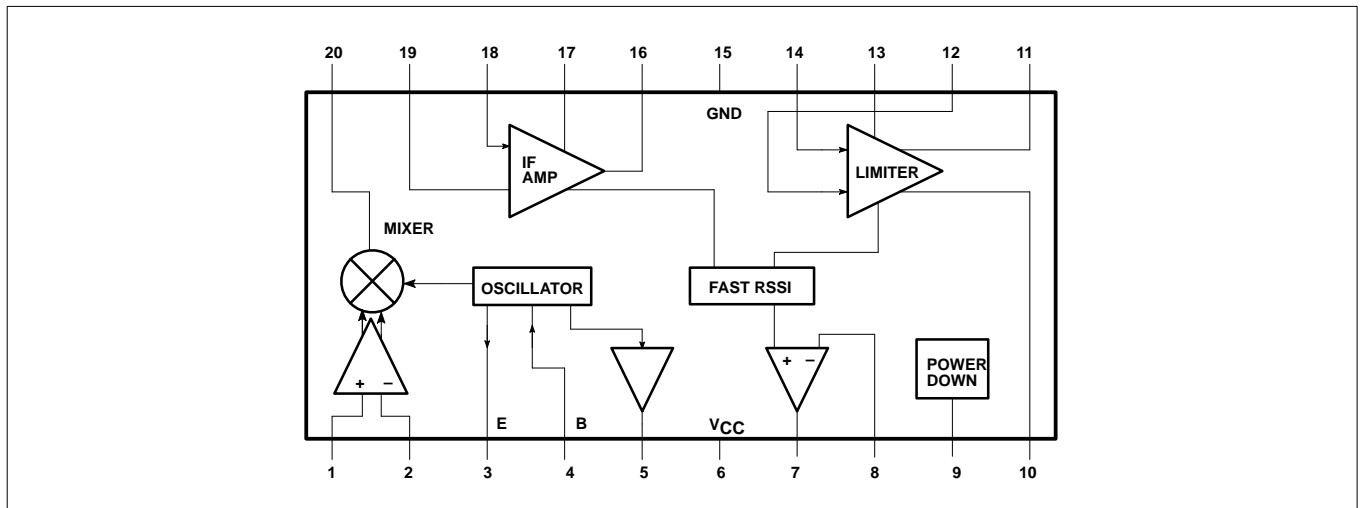 20 19 18 17 16 15 14 13 12 11
GND
IF
AMP
LIMITER
MIXER
OSCILLATOR
FAST RSSI
+ −
POWER
DOWN
+ −
E B VCC
1 2 3 4 5 6 7 8 9 10